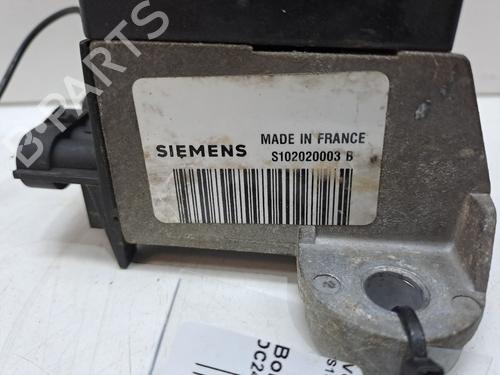 B-PARTS
SIEMENS
MADE IN FRANCE
S102020003 B